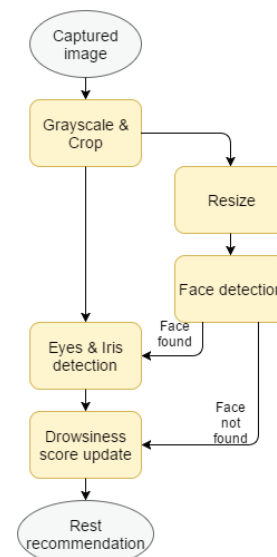 Captured
image
Grayscale &
Crop
Resize
Face detection
Face
found
Eyes & Iris
detection
Face
not
found
Drowsiness
score update
Rest
recommendation